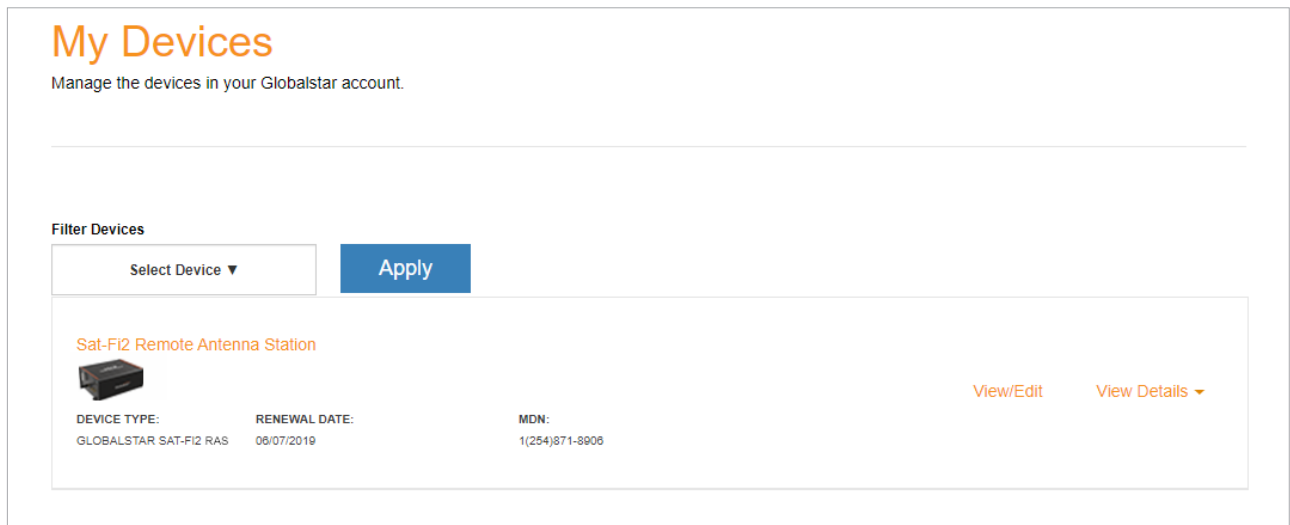 My Devices
Manage the devices in your Globalstar account.
Filter Devices
Select Device ▼
Apply
Sat-Fi2 Remote Antenna Station
View/Edit
View Details
DEVICE TYPE: RENEWAL DATE: MDN:
GLOBALSTAR SAT-FI2 RAS 06/07/2019 1(254)871-8906